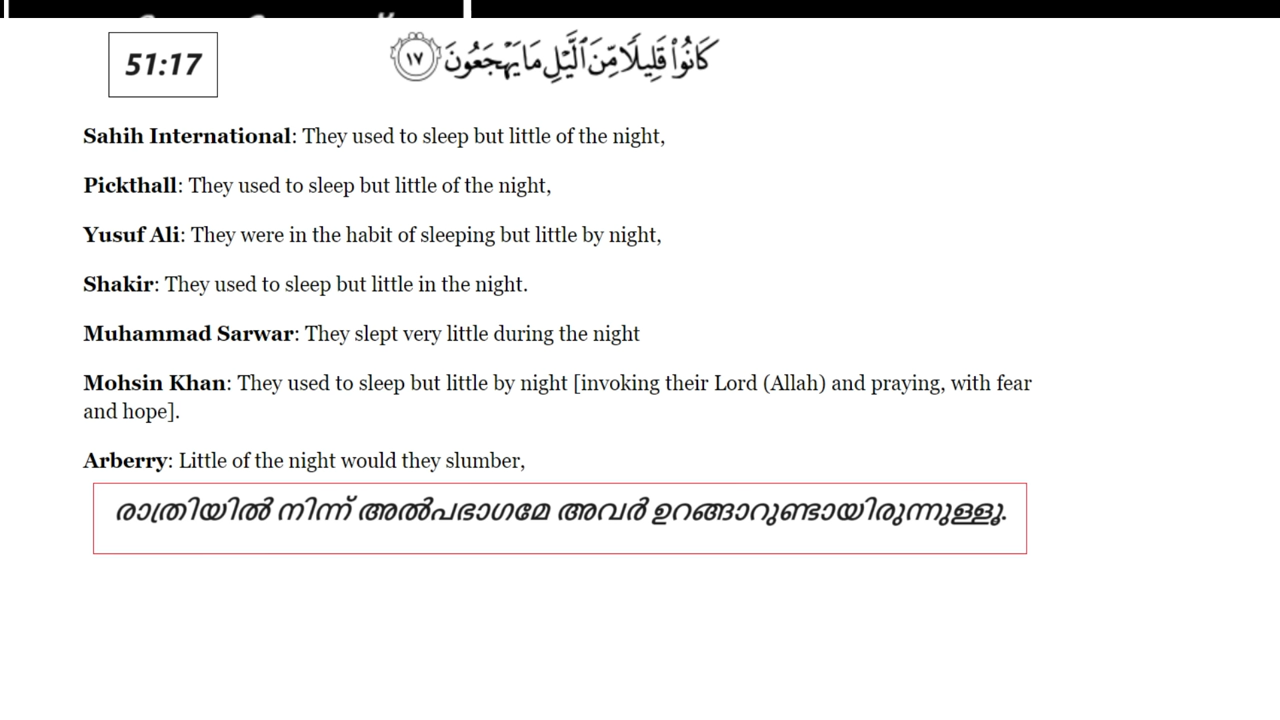 51:17
كَانُوا۟ قَلِيلًا مِّنَ ٱلَّيْلِ مَا يَهْجَعُونَ ١٧
Sahih International: They used to sleep but little of the night,
Pickthall: They used to sleep but little of the night,
Yusuf Ali: They were in the habit of sleeping but little by night,
Shakir: They used to sleep but little in the night.
Muhammad Sarwar: They slept very little during the night
Mohsin Khan: They used to sleep but little by night [invoking their Lord (Allah) and praying, with fear
and hope].
Arberry: Little of the night would they slumber,
രാത്രിയിൽ നിന്ന് അൽപഭാഗമേ അവർ ഉറങ്ങാറുണ്ടായിരുന്നുള്ളൂ.